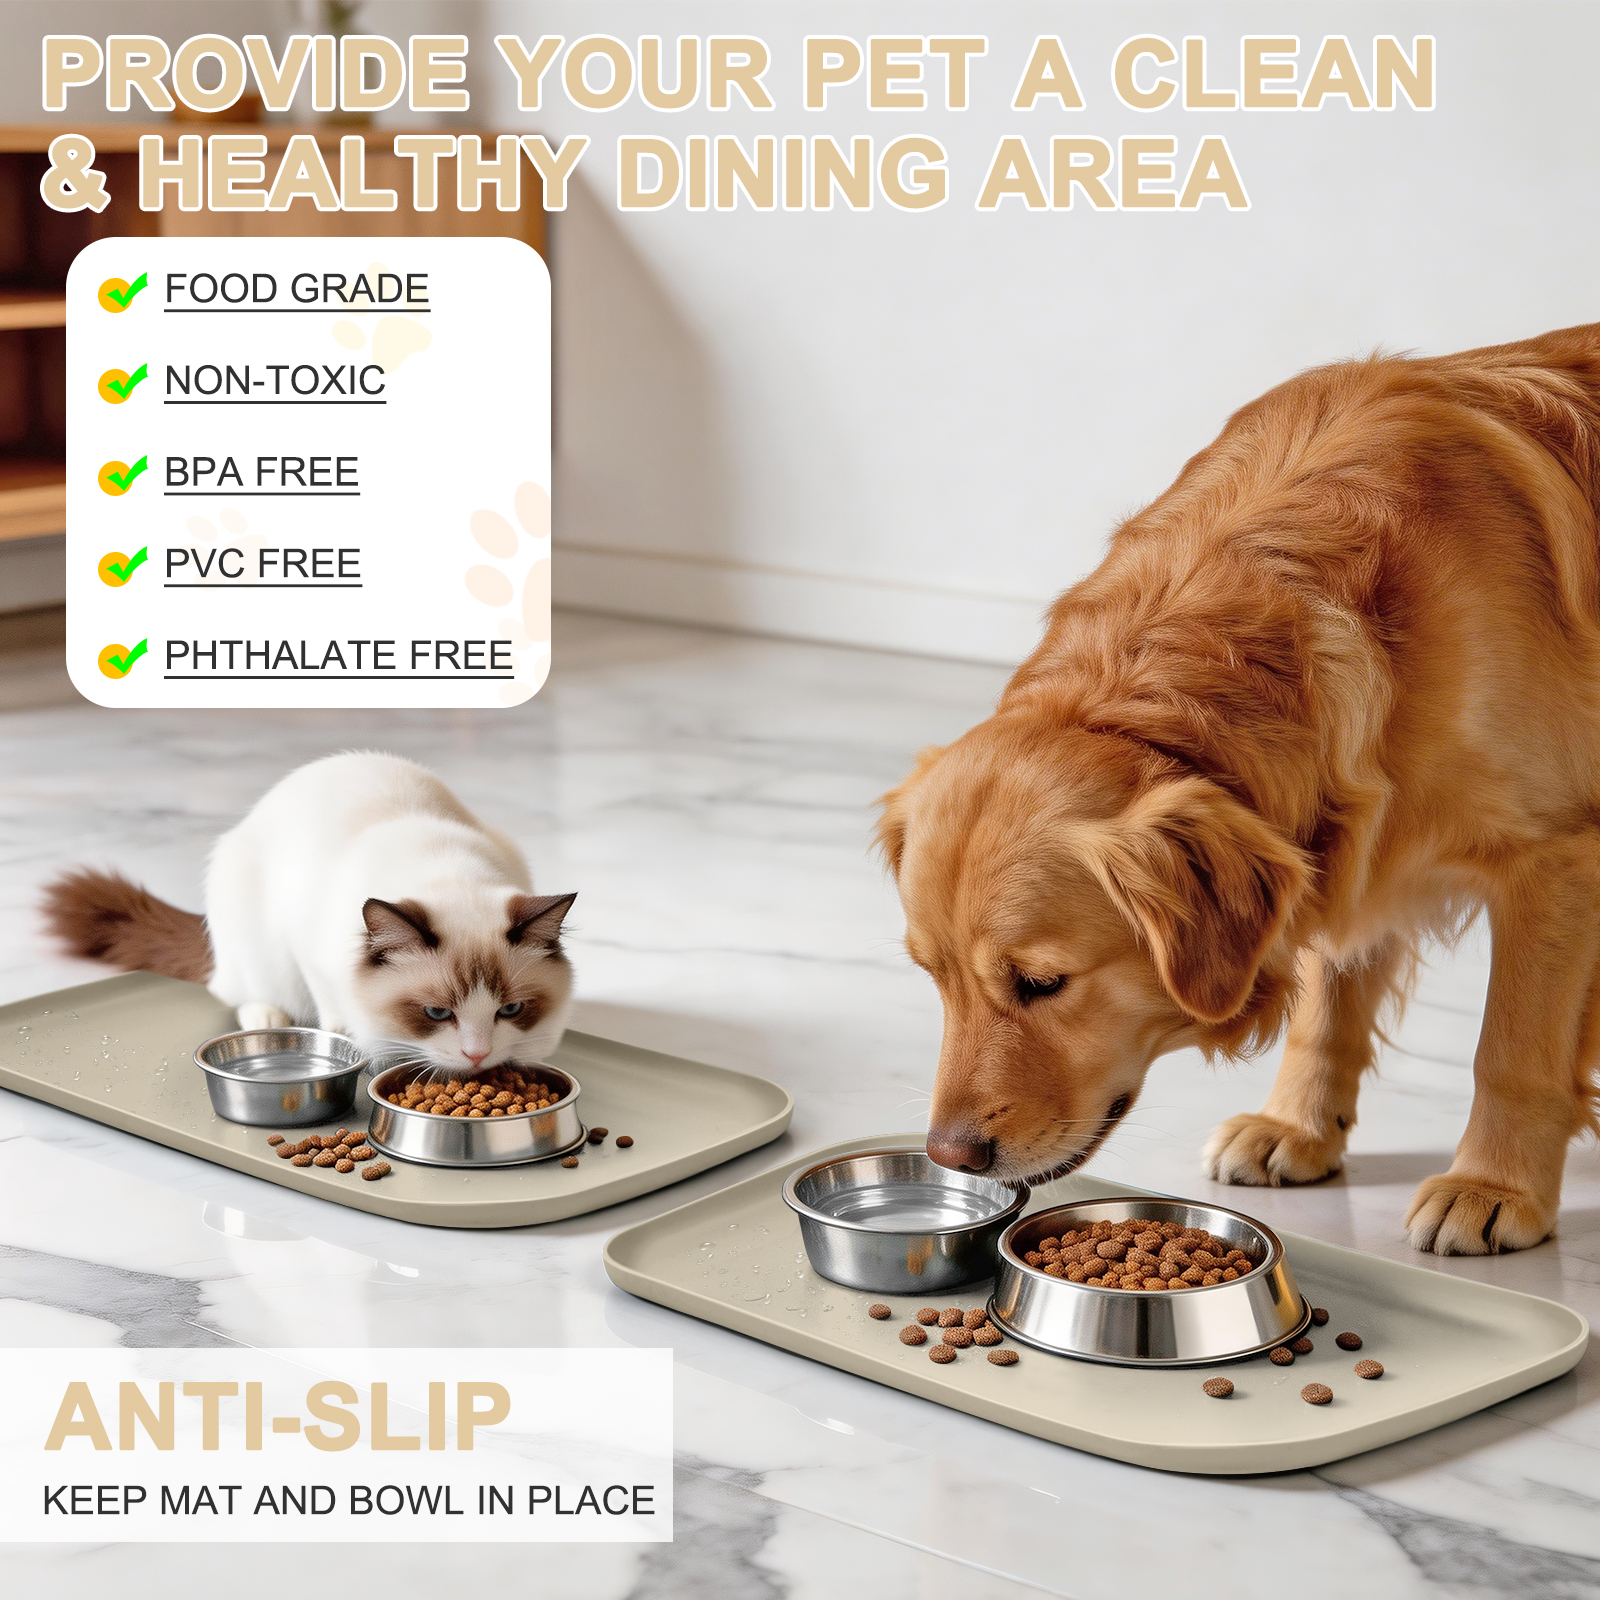 PROVIDE YOUR PET A CLEAN
& HEALTHY DINING AREA
FOOD GRADE
NON-TOXIC
BPA FREE
PVC FREE
PHTHALATE FREE
ANTI-SLIP
KEEP MAT AND BOWL IN PLACE